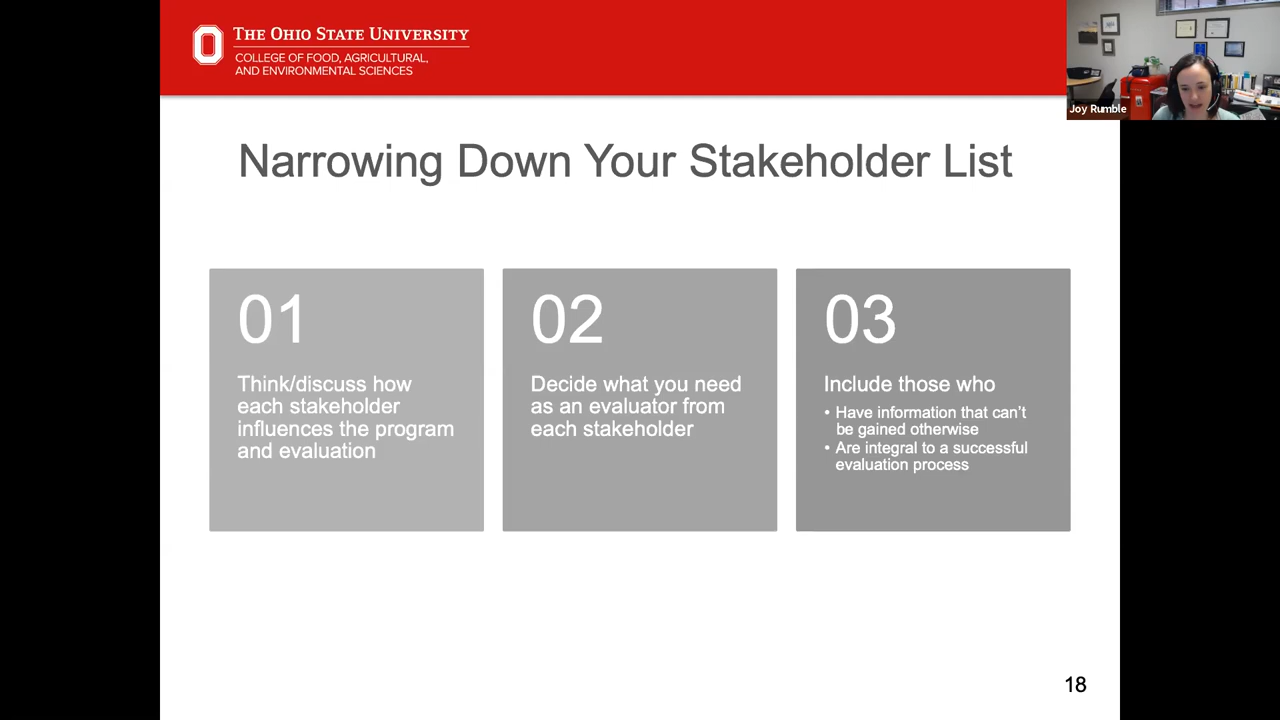 THE OHIO STATE UNIVERSITY
COLLEGE OF FOOD, AGRICULTURAL,
AND ENVIRONMENTAL SCIENCES
Joy Rumble
Narrowing Down Your Stakeholder List
01
Think/discuss how
each stakeholder
influences the program
and evaluation
02
Decide what you need
as an evaluator from
each stakeholder
03
Include those who
• Have information that can’t
be gained otherwise
• Are integral to a successful
evaluation process
18